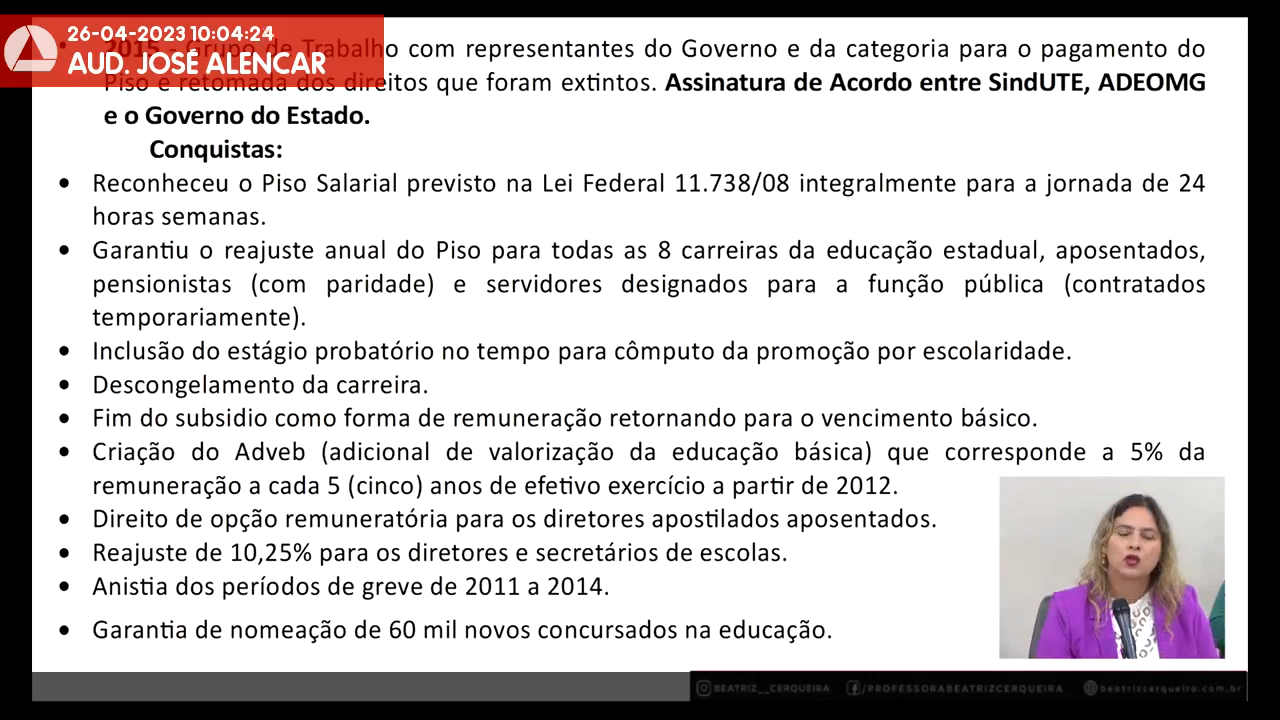 26-04-2023 10:04:24
AUD. JOSÉ ALENCAR
2015 - Grupo de Trabalho com representantes do Governo e da categoria para o pagamento do
Piso e retomada dos direitos que foram extintos. Assinatura de Acordo entre SindUTE, ADEOMG
e o Governo do Estado.
Conquistas:
• Reconheceu o Piso Salarial previsto na Lei Federal 11.738/08 integralmente para a jornada de 24
horas semanas.
• Garantiu o reajuste anual do Piso para todas as 8 carreiras da educação estadual, aposentados,
pensionistas (com paridade) e servidores designados para a função pública (contratados
temporariamente).
• Inclusão do estágio probatório no tempo para cômputo da promoção por escolaridade.
• Descongelamento da carreira.
• Fim do subsidio como forma de remuneração retornando para o vencimento básico.
• Criação do Adveb (adicional de valorização da educação básica) que corresponde a 5% da
remuneração a cada 5 (cinco) anos de efetivo exercício a partir de 2012.
• Direito de opção remuneratória para os diretores apostilados aposentados.
• Reajuste de 10,25% para os diretores e secretários de escolas.
• Anistia dos períodos de greve de 2011 a 2014.
• Garantia de nomeação de 60 mil novos concursados na educação.
BEATRIZ__CERQUEIRA /PROFESSORABEATRIZCERQUEIRA beatrizcerqueira.com.br